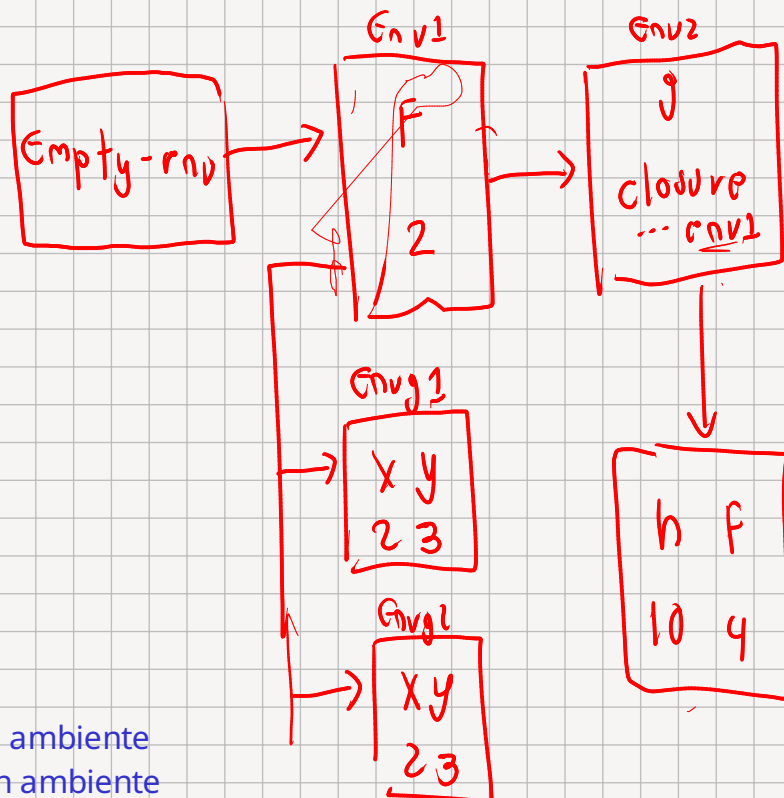 Env1
Env2
Empty-env
F
2
g
closure
... env1
Envg1
x y
2 3
h F
10 4
Envg2
x y
2 3
ambiente
n ambiente